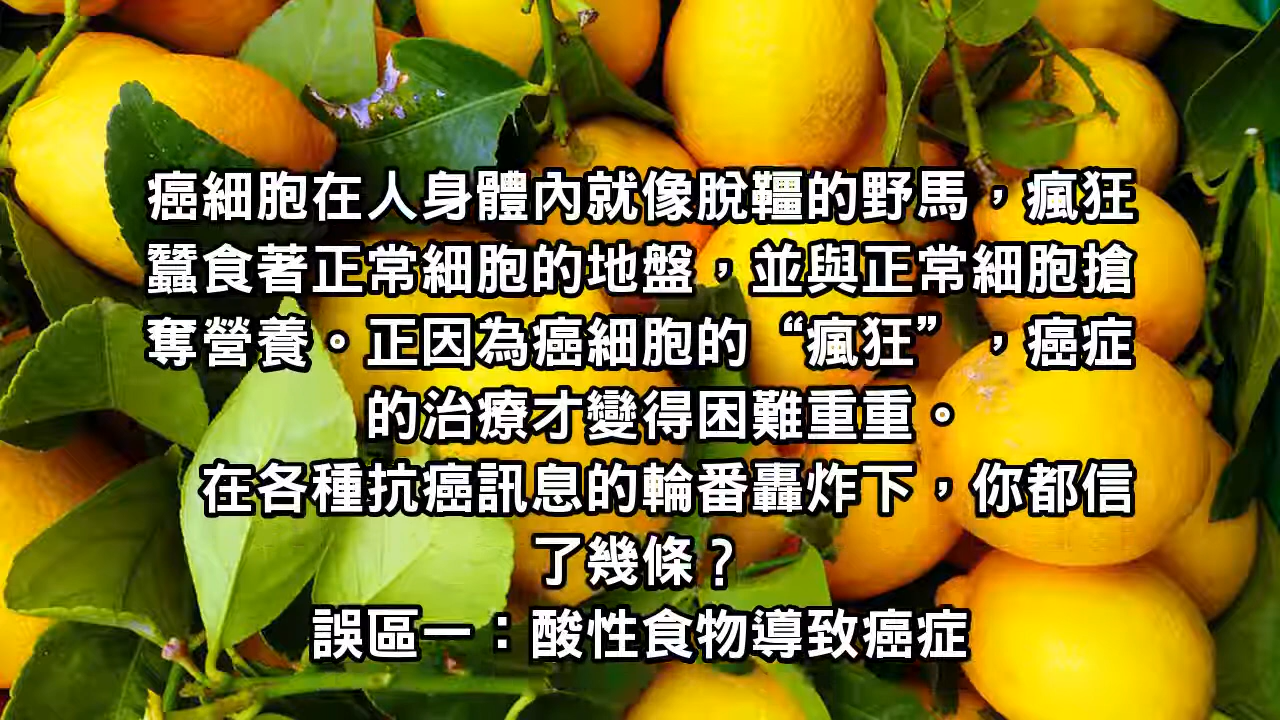 癌細胞在人身體內就像脫韁的野馬，瘋狂
蠶食著正常細胞的地盤，並與正常細胞搶
奪營養。正因為癌細胞的“瘋狂”，癌症
的治療才變得困難重重。
在各種抗癌訊息的輪番轟炸下，你都信
了幾條？
誤區一：酸性食物導致癌症